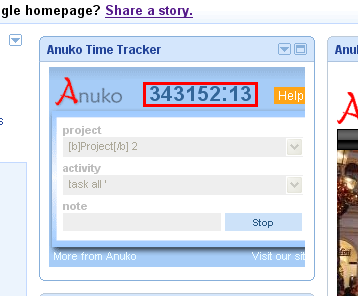 gle homepage? Share a story.
Anuko Time Tracker
Anuk
Anuko 343152:13 Help
project
[b]Project[/b] 2
activity
task all '
note
Stop
More from Anuko Visit our sit